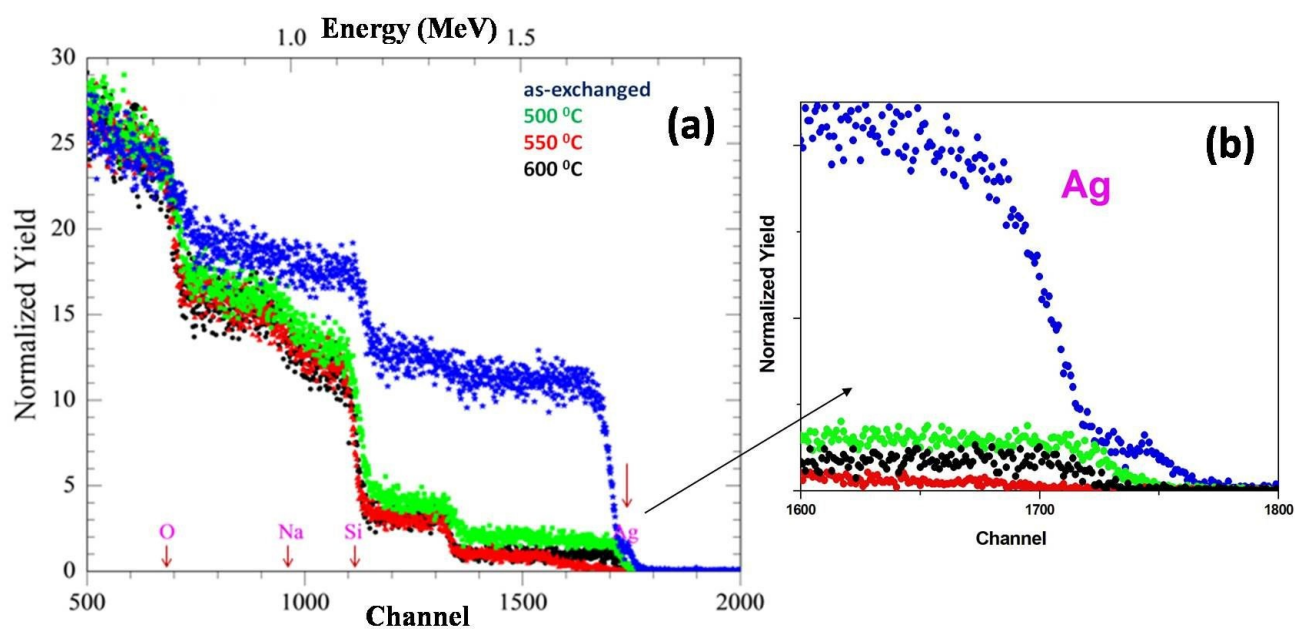 Energy (MeV)
1.0
1.5
30
25
20
15
10
5
0
Normalized Yield
as-exchanged
500 ⁰C
550 ⁰C
600 ⁰C
(a)
O
Na
Si
Ag
500
1000
1500
2000
Channel
(b)
Ag
Normalized Yield
1600
1700
1800
Channel